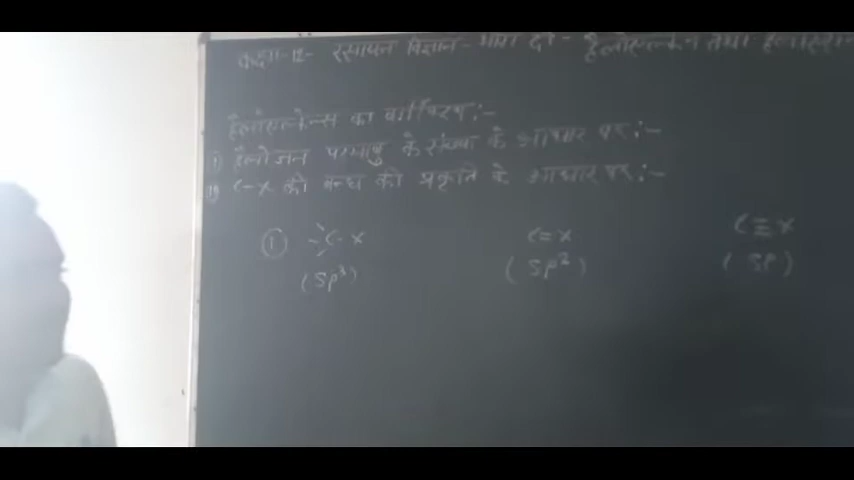 कक्षा-12- रसायन विज्ञान - भाग दो - हैलोएल्केन तथा
हैलोएल्केन्स का वर्गीकरण :-
(i) हैलोजन परमाणु के संख्या के आधार पर :-
(ii) C-X की बन्ध की प्रकृति के आधार पर :-
① -C-X C=X C≡X
(SP³) (SP²) (SP)